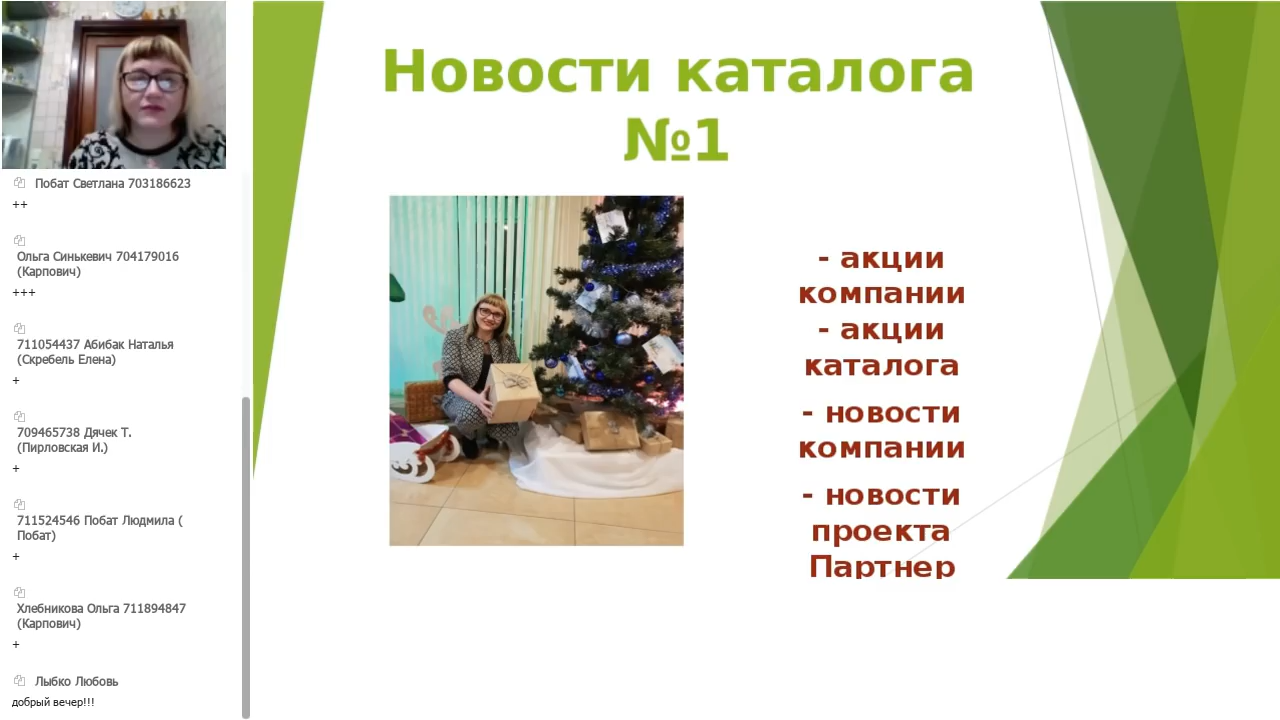 Побат Светлана 703186623
++
Ольга Синькевич 704179016
(Карпович)
+++
711054437 Абибак Наталья
(Скребель Елена)
+
709465738 Дячек Т.
(Пирловская И.)
+
711524546 Побат Людмила (
Побат)
+
Хлебникова Ольга 711894847
(Карпович)
+
Лыбко Любовь
добрый вечер!!!
Новости каталога
№1
- акции
компании
- акции
каталога
- новости
компании
- новости
проекта
Партнер